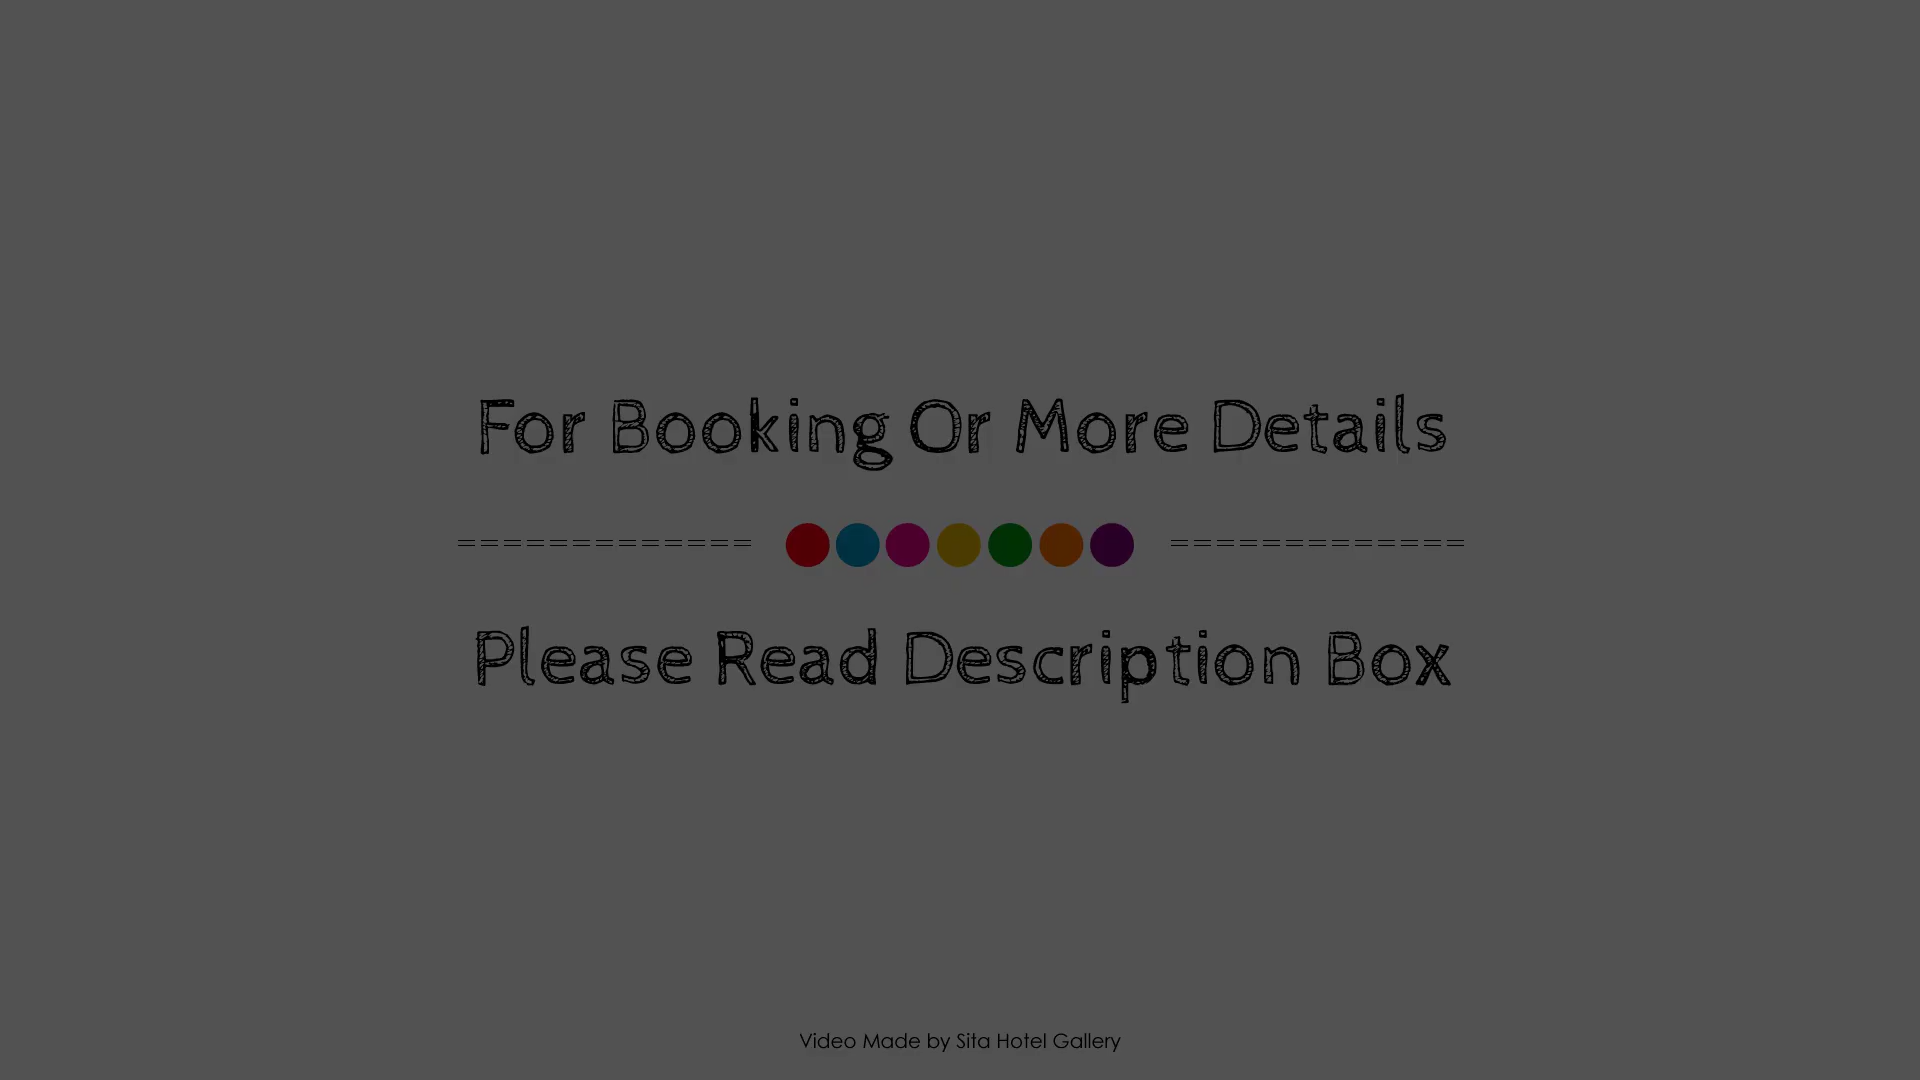 For Booking Or More Details
============= =============
Please Read Description Box
Video Made by Sita Hotel Gallery